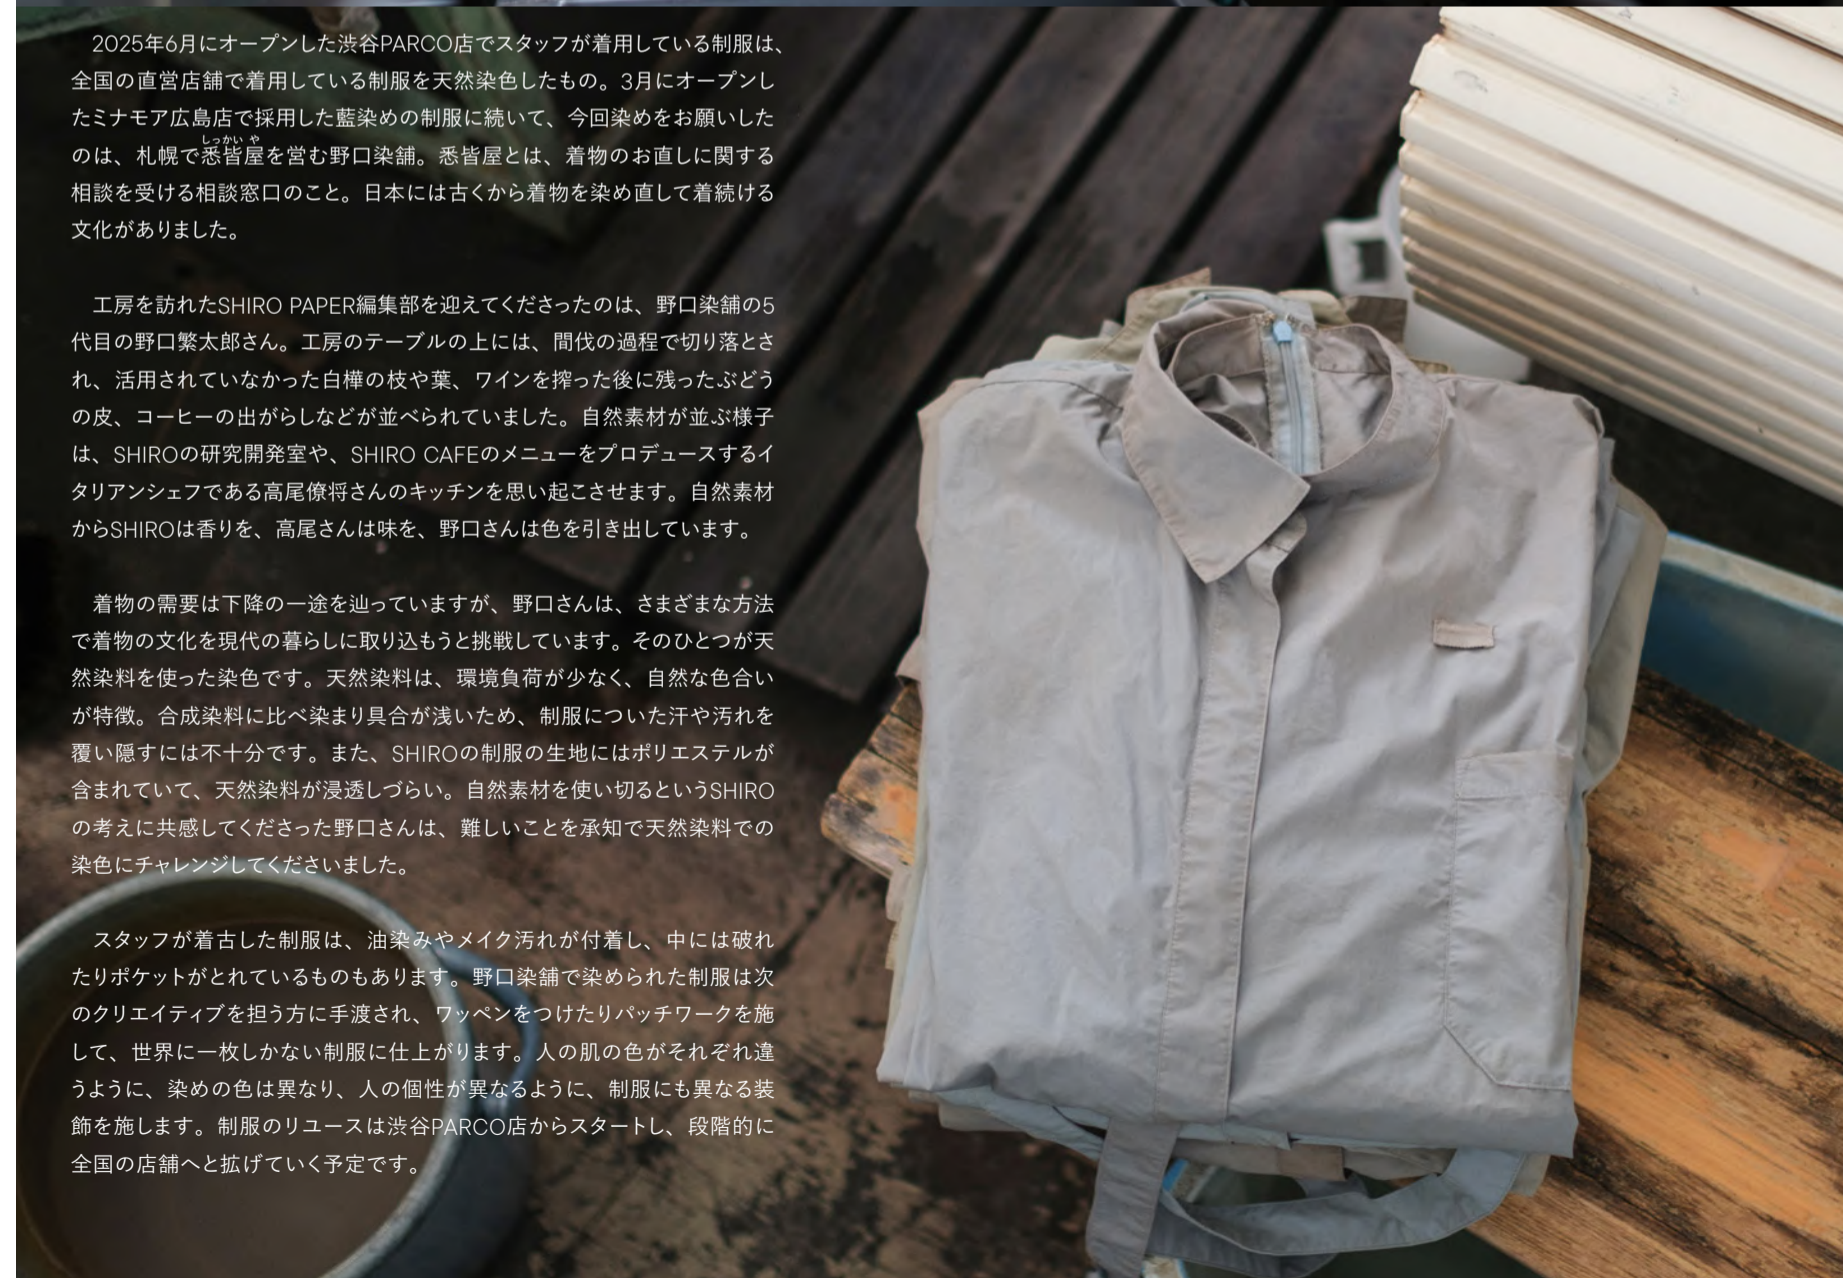 2025年6月にオープンした渋谷PARCO店でスタッフが着用している制服は、
全国の直営店舗で着用している制服を天然染色したもの。3月にオープンし
たミナモア広島店で採用した藍染めの制服に続いて、今回染めをお願いした
しっかい や
のは、札幌で悉皆屋を営む野口染舗。悉皆屋とは、着物のお直しに関する
相談を受ける相談窓口のこと。日本には古くから着物を染め直して着続ける
文化がありました。
工房を訪れたSHIRO PAPER編集部を迎えてくださったのは、野口染舗の5
代目の野口繁太郎さん。工房のテーブルの上には、間伐の過程で切り落とさ
れ、活用されていなかった白樺の枝や葉、ワインを搾った後に残ったぶどう
の皮、コーヒーの出がらしなどが並べられていました。自然素材が並ぶ様子
は、SHIROの研究開発室や、SHIRO CAFEのメニューをプロデュースするイ
タリアンシェフである高尾僚将さんのキッチンを思い起こさせます。自然素材
からSHIROは香りを、高尾さんは味を、野口さんは色を引き出しています。
着物の需要は下降の一途を辿っていますが、野口さんは、さまざまな方法
で着物の文化を現代の暮らしに取り込もうと挑戦しています。そのひとつが天
然染料を使った染色です。天然染料は、環境負荷が少なく、自然な色合い
が特徴。合成染料に比べ染まり具合が浅いため、制服についた汗や汚れを
覆い隠すには不十分です。また、SHIROの制服の生地にはポリエステルが
含まれていて、天然染料が浸透しづらい。自然素材を使い切るというSHIRO
の考えに共感してくださった野口さんは、難しいことを承知で天然染料での
染色にチャレンジしてくださいました。
スタッフが着古した制服は、油染みやメイク汚れが付着し、中には破れ
たりポケットがとれているものもあります。野口染舗で染められた制服は次
のクリエイティブを担う方に手渡され、ワッペンをつけたりパッチワークを施
して、世界に一枚しかない制服に仕上がります。人の肌の色がそれぞれ違
うように、染めの色は異なり、人の個性が異なるように、制服にも異なる装
飾を施します。制服のリユースは渋谷PARCO店からスタートし、段階的に
全国の店舗へと拡げていく予定です。